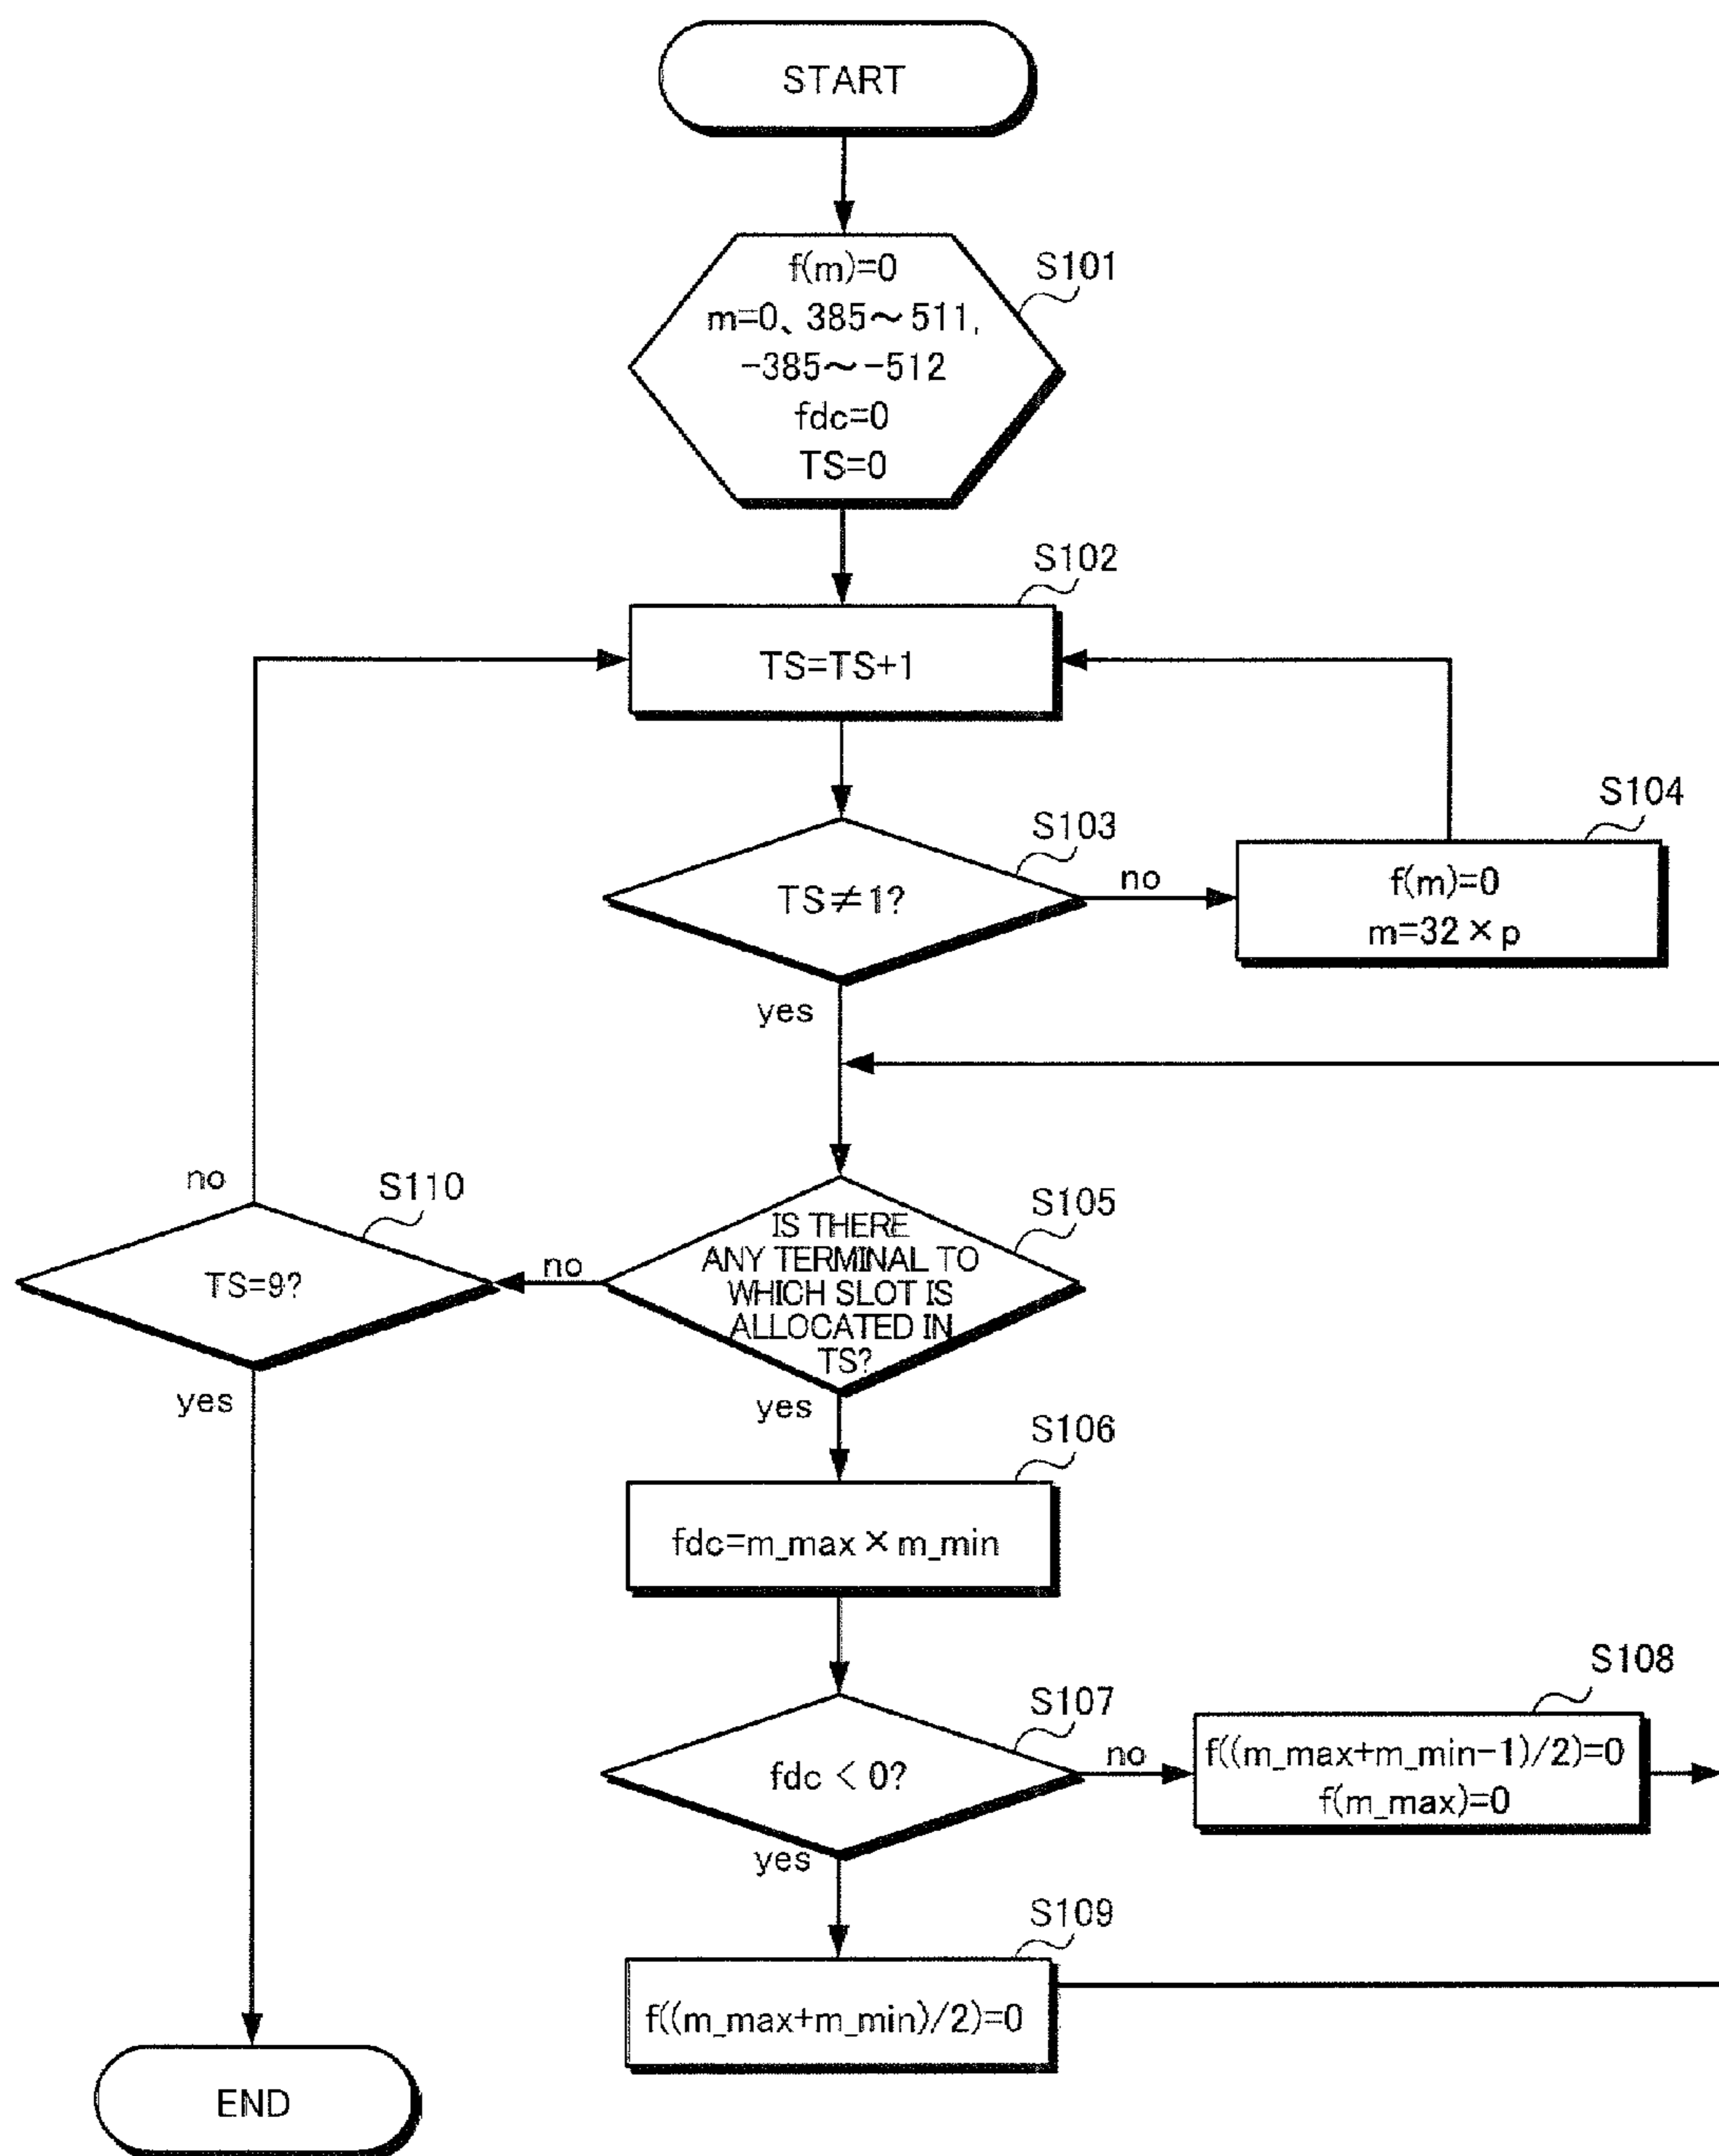 START
f(m)=0
m=0、385～511,
-385～-512
fdc=0
TS=0
S101
S102
TS=TS+1
S103
TS≠1?
no
yes
S104
f(m)=0
m=32×p
S105
IS THERE
ANY TERMINAL TO
WHICH SLOT IS
ALLOCATED IN
TS?
no
yes
S110
TS=9?
no
yes
S106
fdc=m_max×m_min
S107
fdc < 0?
no
yes
S108
f((m_max+m_min-1)/2)=0
f(m_max)=0
S109
f((m_max+m_min)/2)=0
END